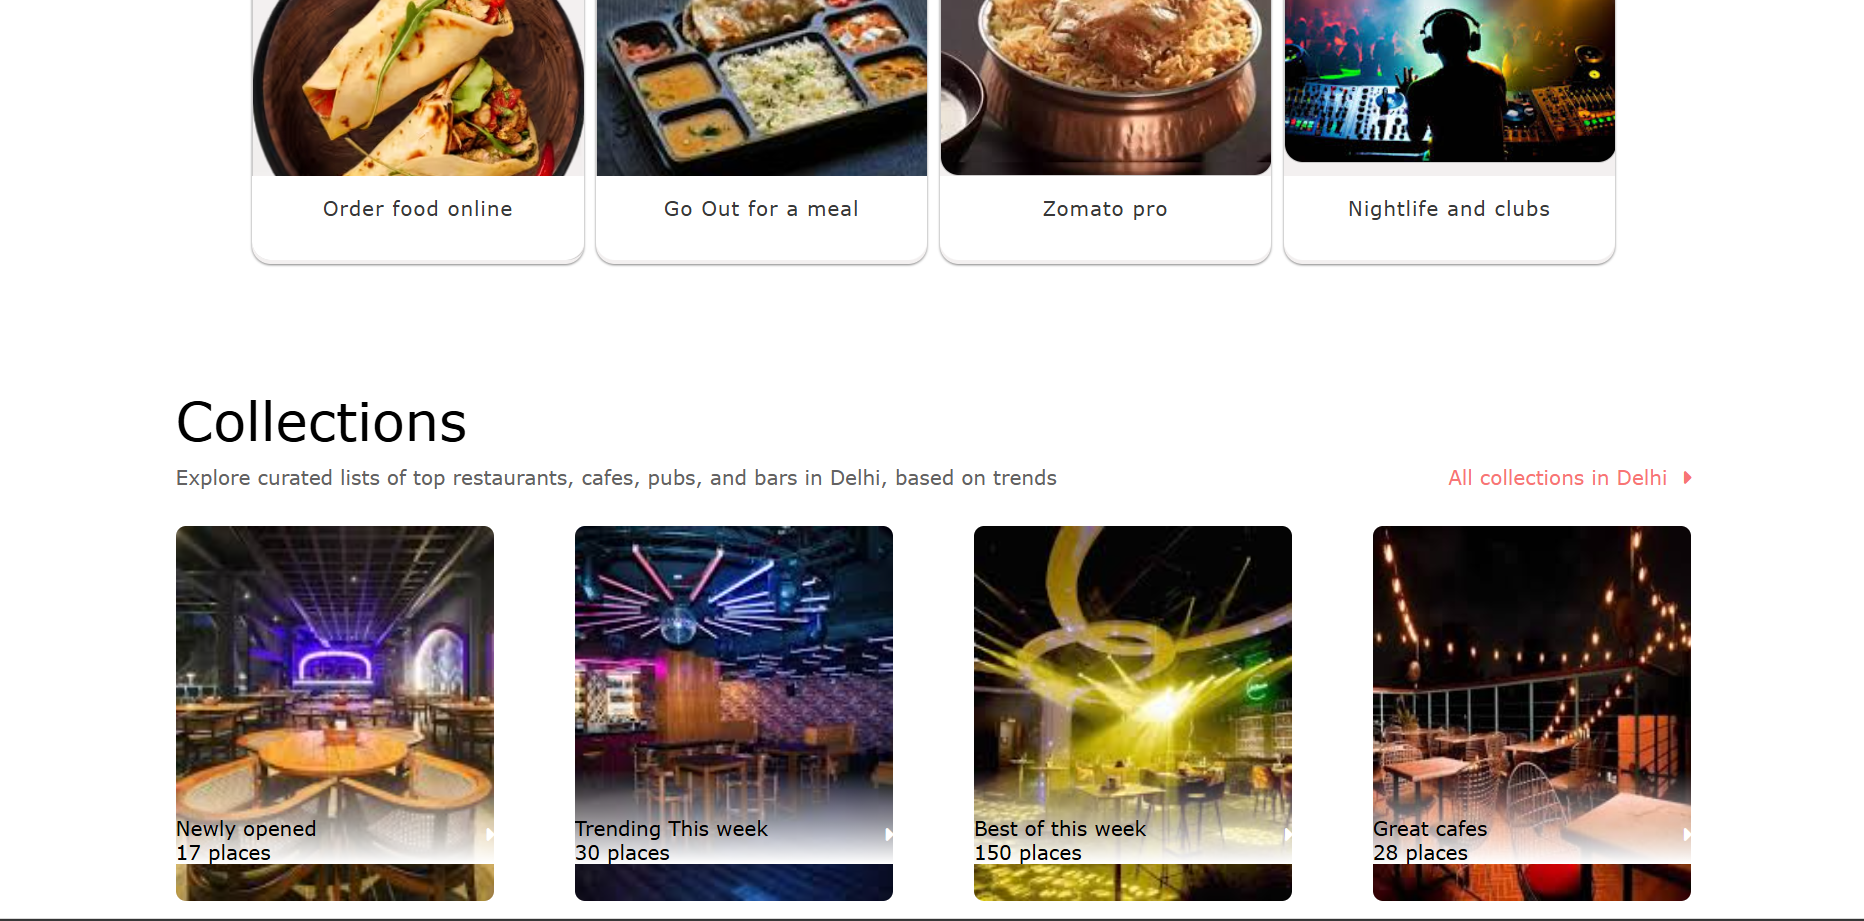 Order food online
Go Out for a meal
Zomato pro
Nightlife and clubs
Collections
Explore curated lists of top restaurants, cafes, pubs, and bars in Delhi, based on trends
All collections in Delhi
Newly opened
17 places
Trending This week
30 places
Best of this week
150 places
Great cafes
28 places